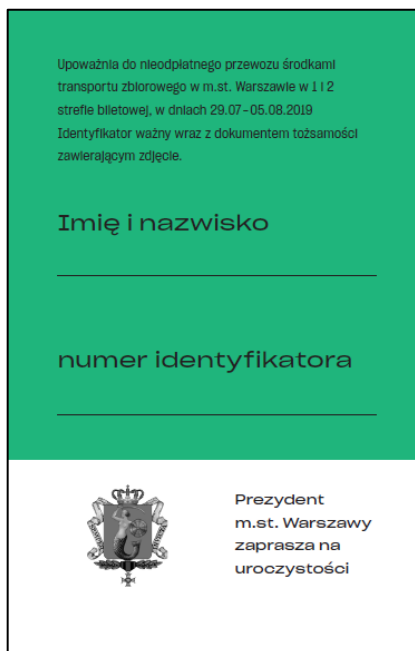 Upoważnia do nieodpłatnego przewozu środkami
transportu zbiorowego w m.st. Warszawie w 1 i 2
strefie biletowej, w dniach 29.07-05.08.2019
Identyfikator ważny wraz z dokumentem tożsamości
zawierającym zdjęcie.
Imię i nazwisko
numer identyfikatora
Prezydent
m.st. Warszawy
zaprasza na
uroczystości